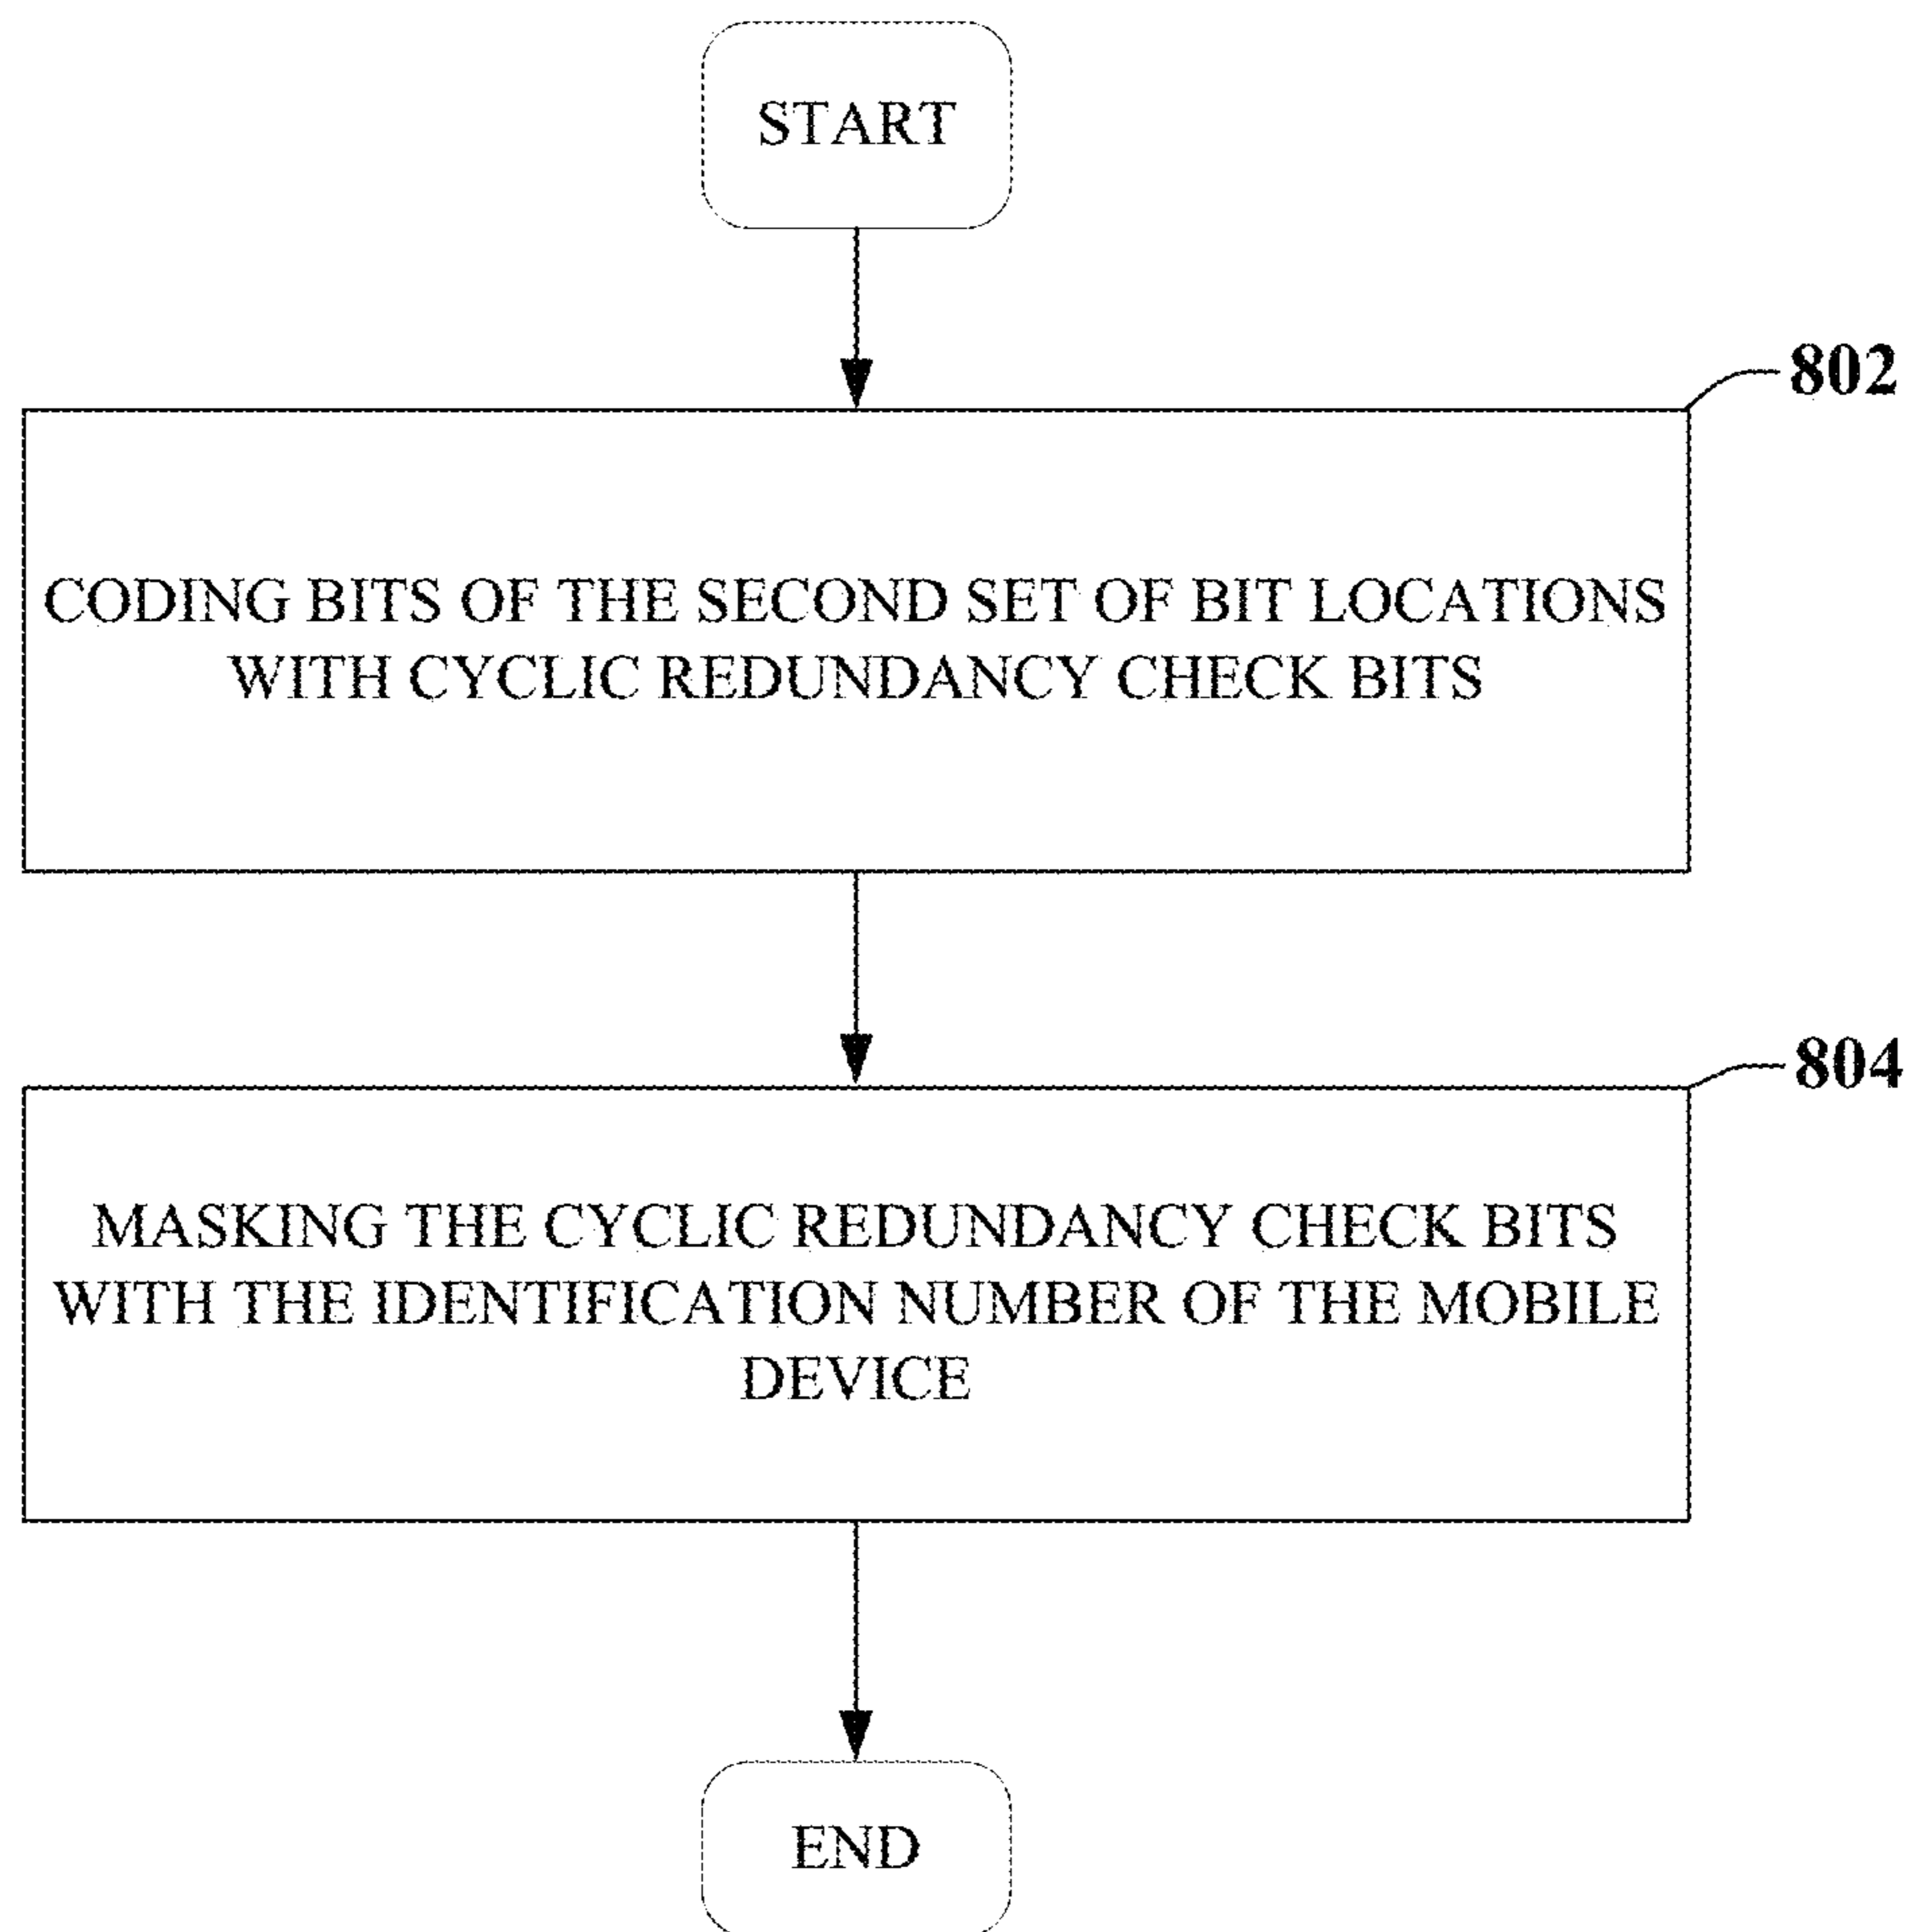 START
802
CODING BITS OF THE SECOND SET OF BIT LOCATIONS
WITH CYCLIC REDUNDANCY CHECK BITS
804
MASKING THE CYCLIC REDUNDANCY CHECK BITS
WITH THE IDENTIFICATION NUMBER OF THE MOBILE
DEVICE
END